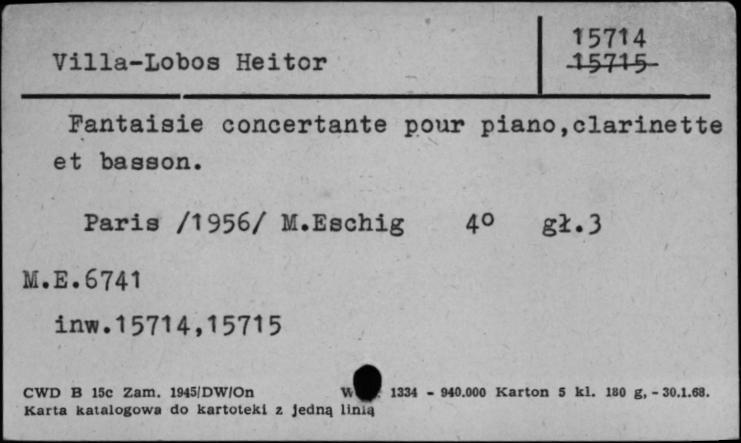 15714
Villa-Lobos Heitor
15715
Fantaisie concertante pour piano,clarinette
et basson.
Paris /1956/ M.Eschig 4º gł.3
M.E.6741
inw.15714,15715
CWD B 15c Zam. 1945/DW/On 1334 - 940.000 Karton 5 kl. 180 g, - 30.1.68.
Karta katalogowa do kartoteki z jedną linią